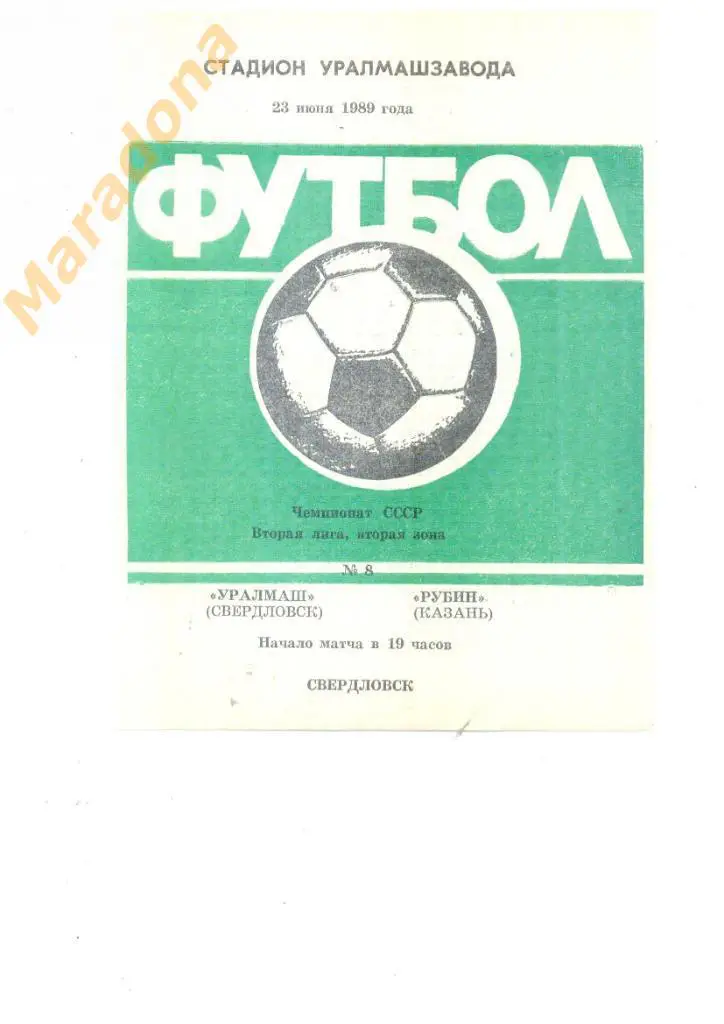 Maradona
СТАДИОН УРАЛМАШЗАВОДА
23 июня 1989 года
ФУТБОЛ
Чемпионат СССР
Вторая лига, вторая зона
№ 8
«УРАЛМАШ» «РУБИН»
(СВЕРДЛОВСК) (КАЗАНЬ)
Начало матча в 19 часов
СВЕРДЛОВСК